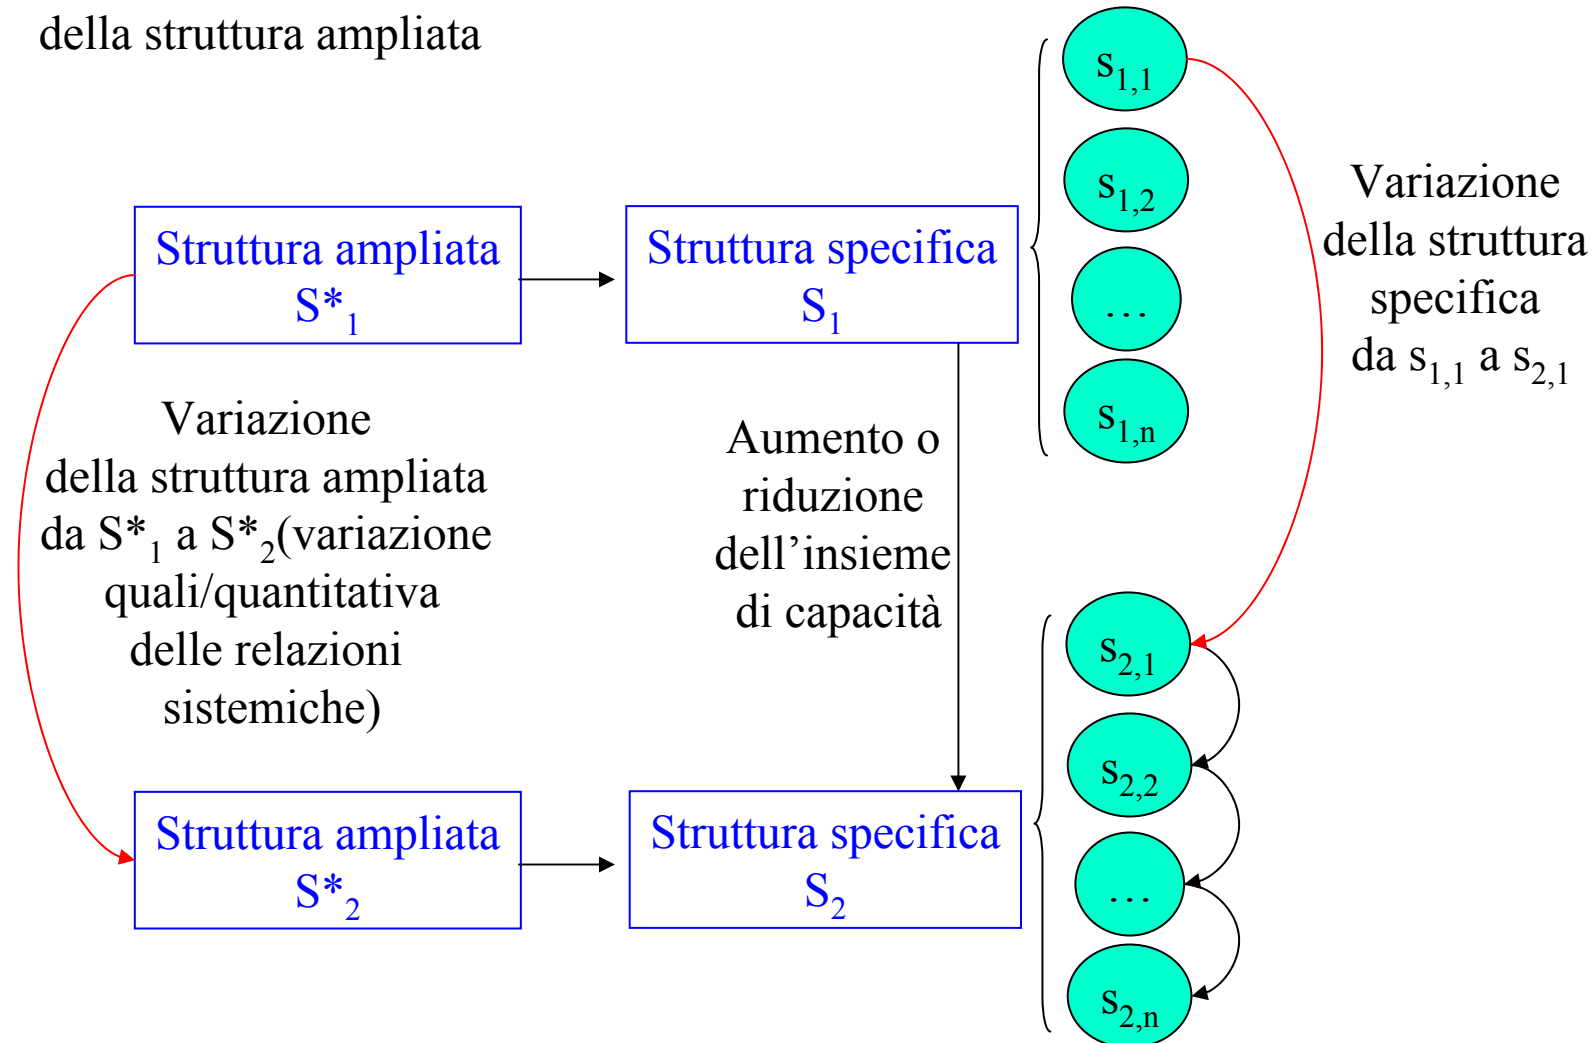 della struttura ampliata
s1,1
s1,2
…
s1,n
Variazione
della struttura
specifica
da s1,1 a s2,1
Struttura ampliata
S*1
Struttura specifica
S1
Variazione
della struttura ampliata
da S*1 a S*2(variazione
quali/quantitativa
delle relazioni
sistemiche)
Aumento o
riduzione
dell’insieme
di capacità
Struttura ampliata
S*2
Struttura specifica
S2
s2,1
s2,2
…
s2,n